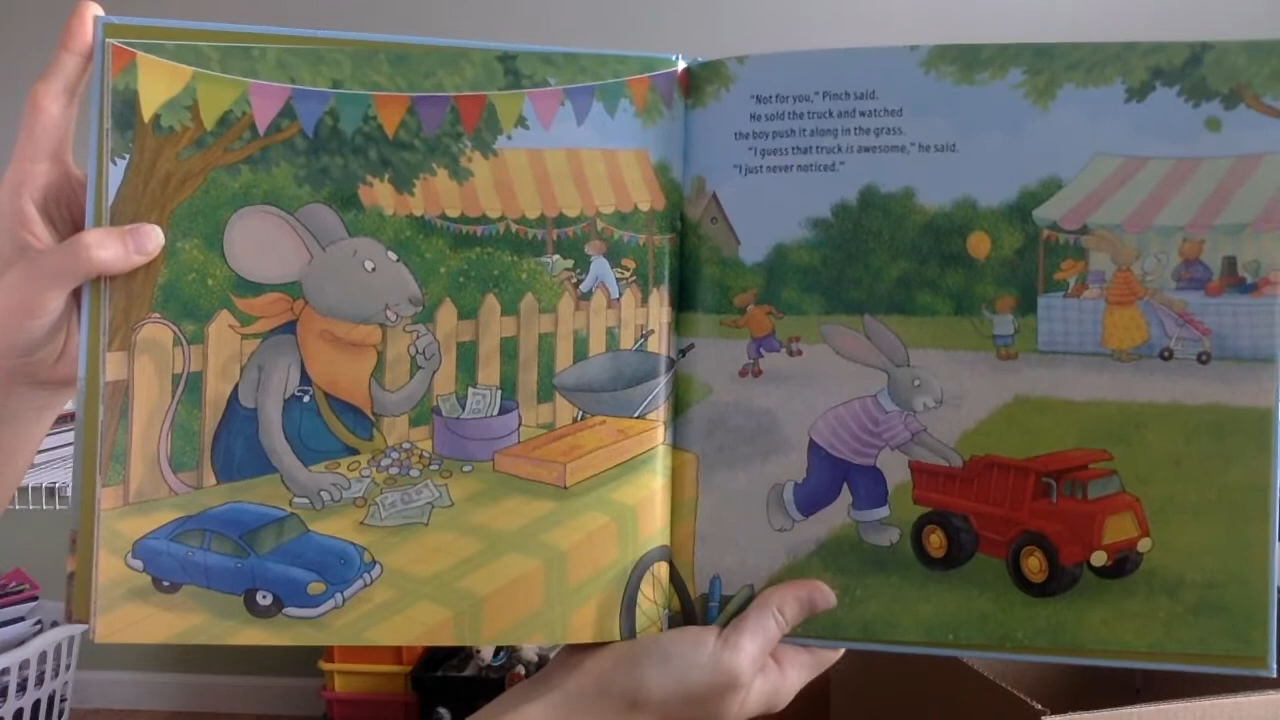 "Not for you," Pinch said.
He sold the truck and watched
the boy push it along in the grass.
"I guess that truck is awesome," he said.
"I just never noticed."